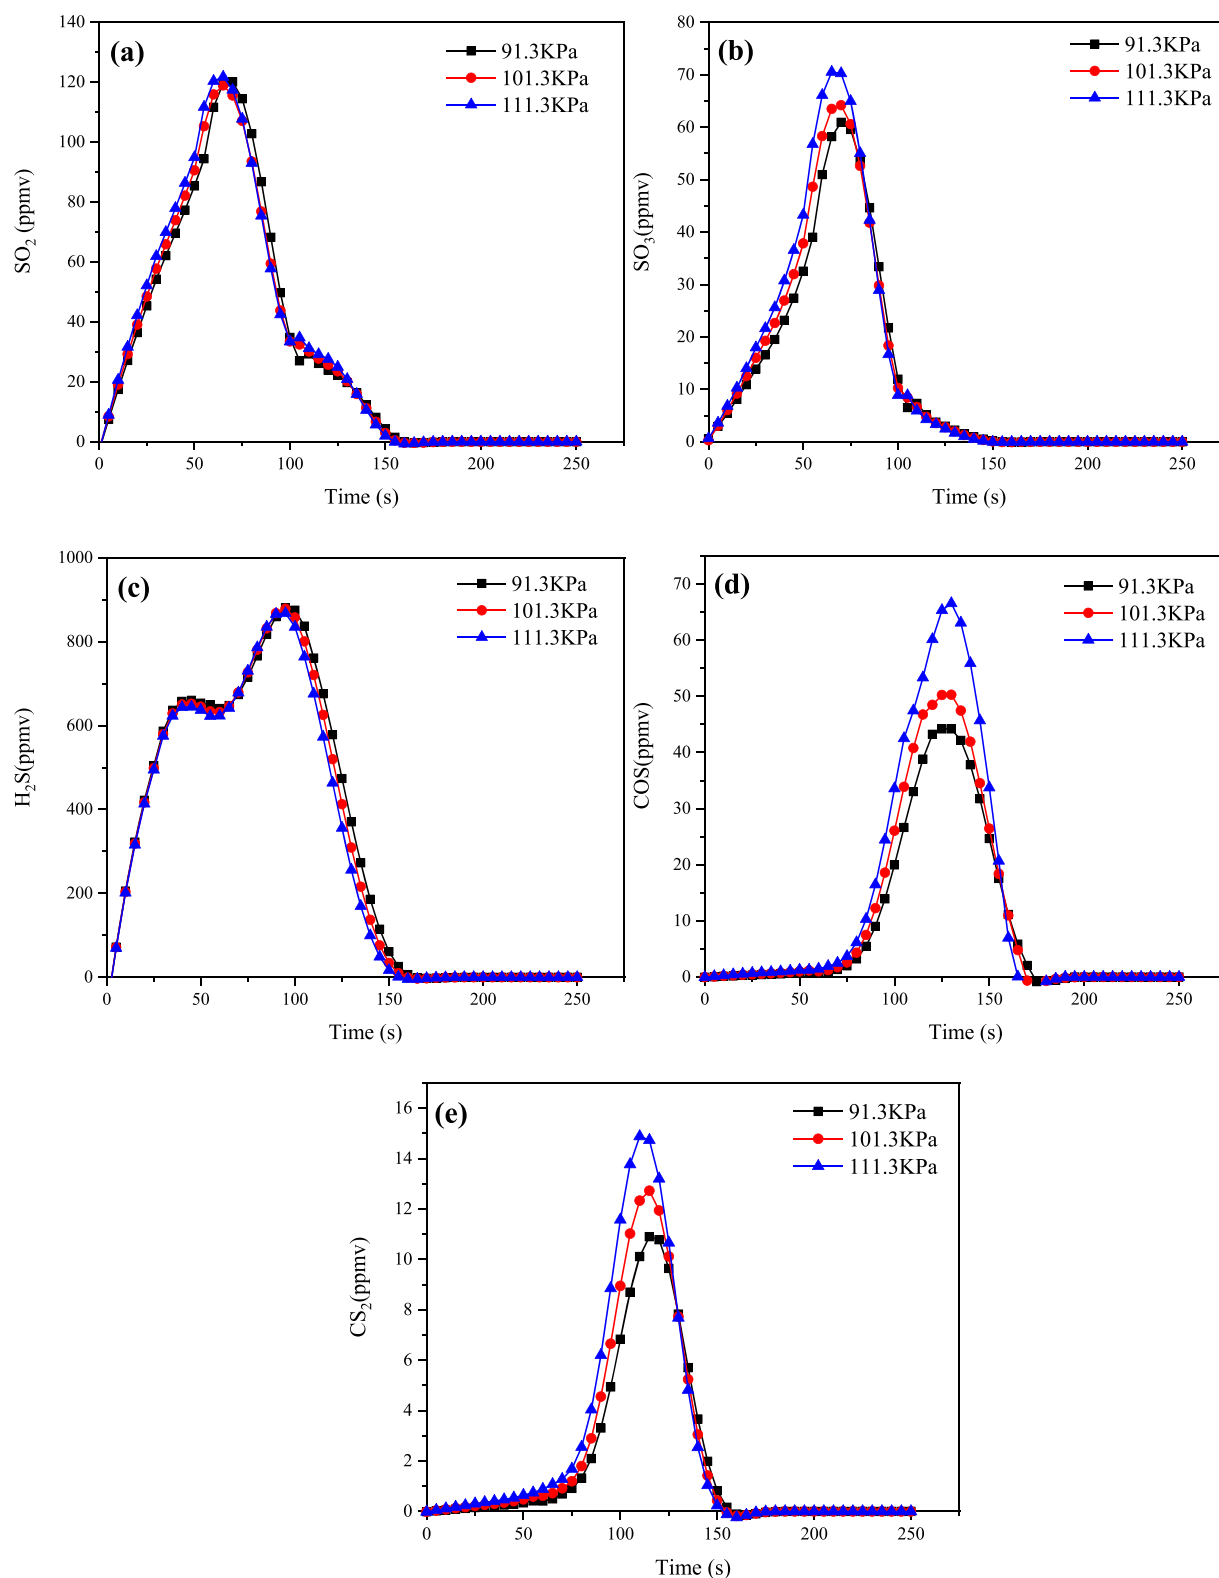 (a)
91.3KPa
101.3KPa
111.3KPa
140
120
100
80
60
40
20
0
SO2 (ppmv)
0 50 100 150 200 250
Time (s)
(b)
91.3KPa
101.3KPa
111.3KPa
80
70
60
50
40
30
20
10
0
SO3(ppmv)
0 50 100 150 200 250
Time (s)
(c)
91.3KPa
101.3KPa
111.3KPa
1000
800
600
400
200
0
H2S(ppmv)
0 50 100 150 200 250
Time (s)
(d)
91.3KPa
101.3KPa
111.3KPa
70
60
50
40
30
20
10
0
COS(ppmv)
0 50 100 150 200 250
Time (s)
(e)
91.3KPa
101.3KPa
111.3KPa
16
14
12
10
8
6
4
2
0
CS2(ppmv)
0 50 100 150 200 250
Time (s)